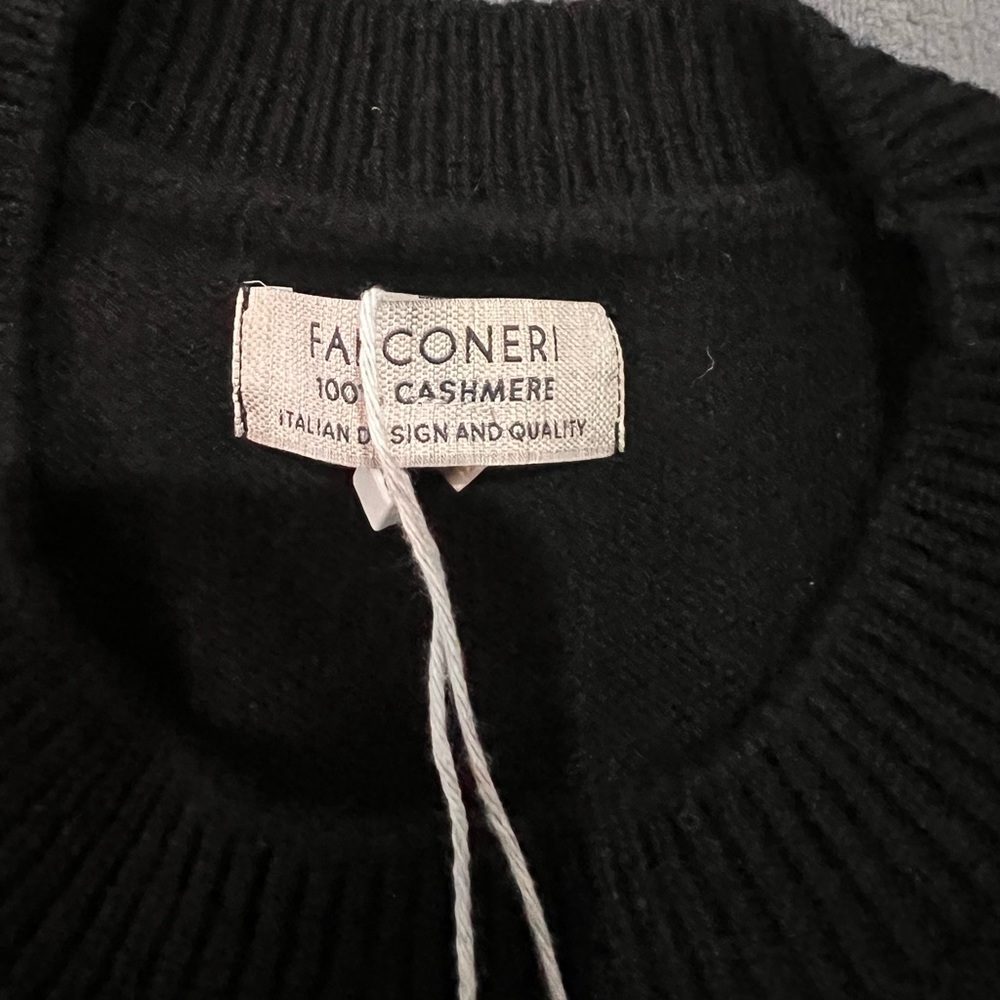 FALCONERI
100% CASHMERE
ITALIAN DESIGN AND QUALITY